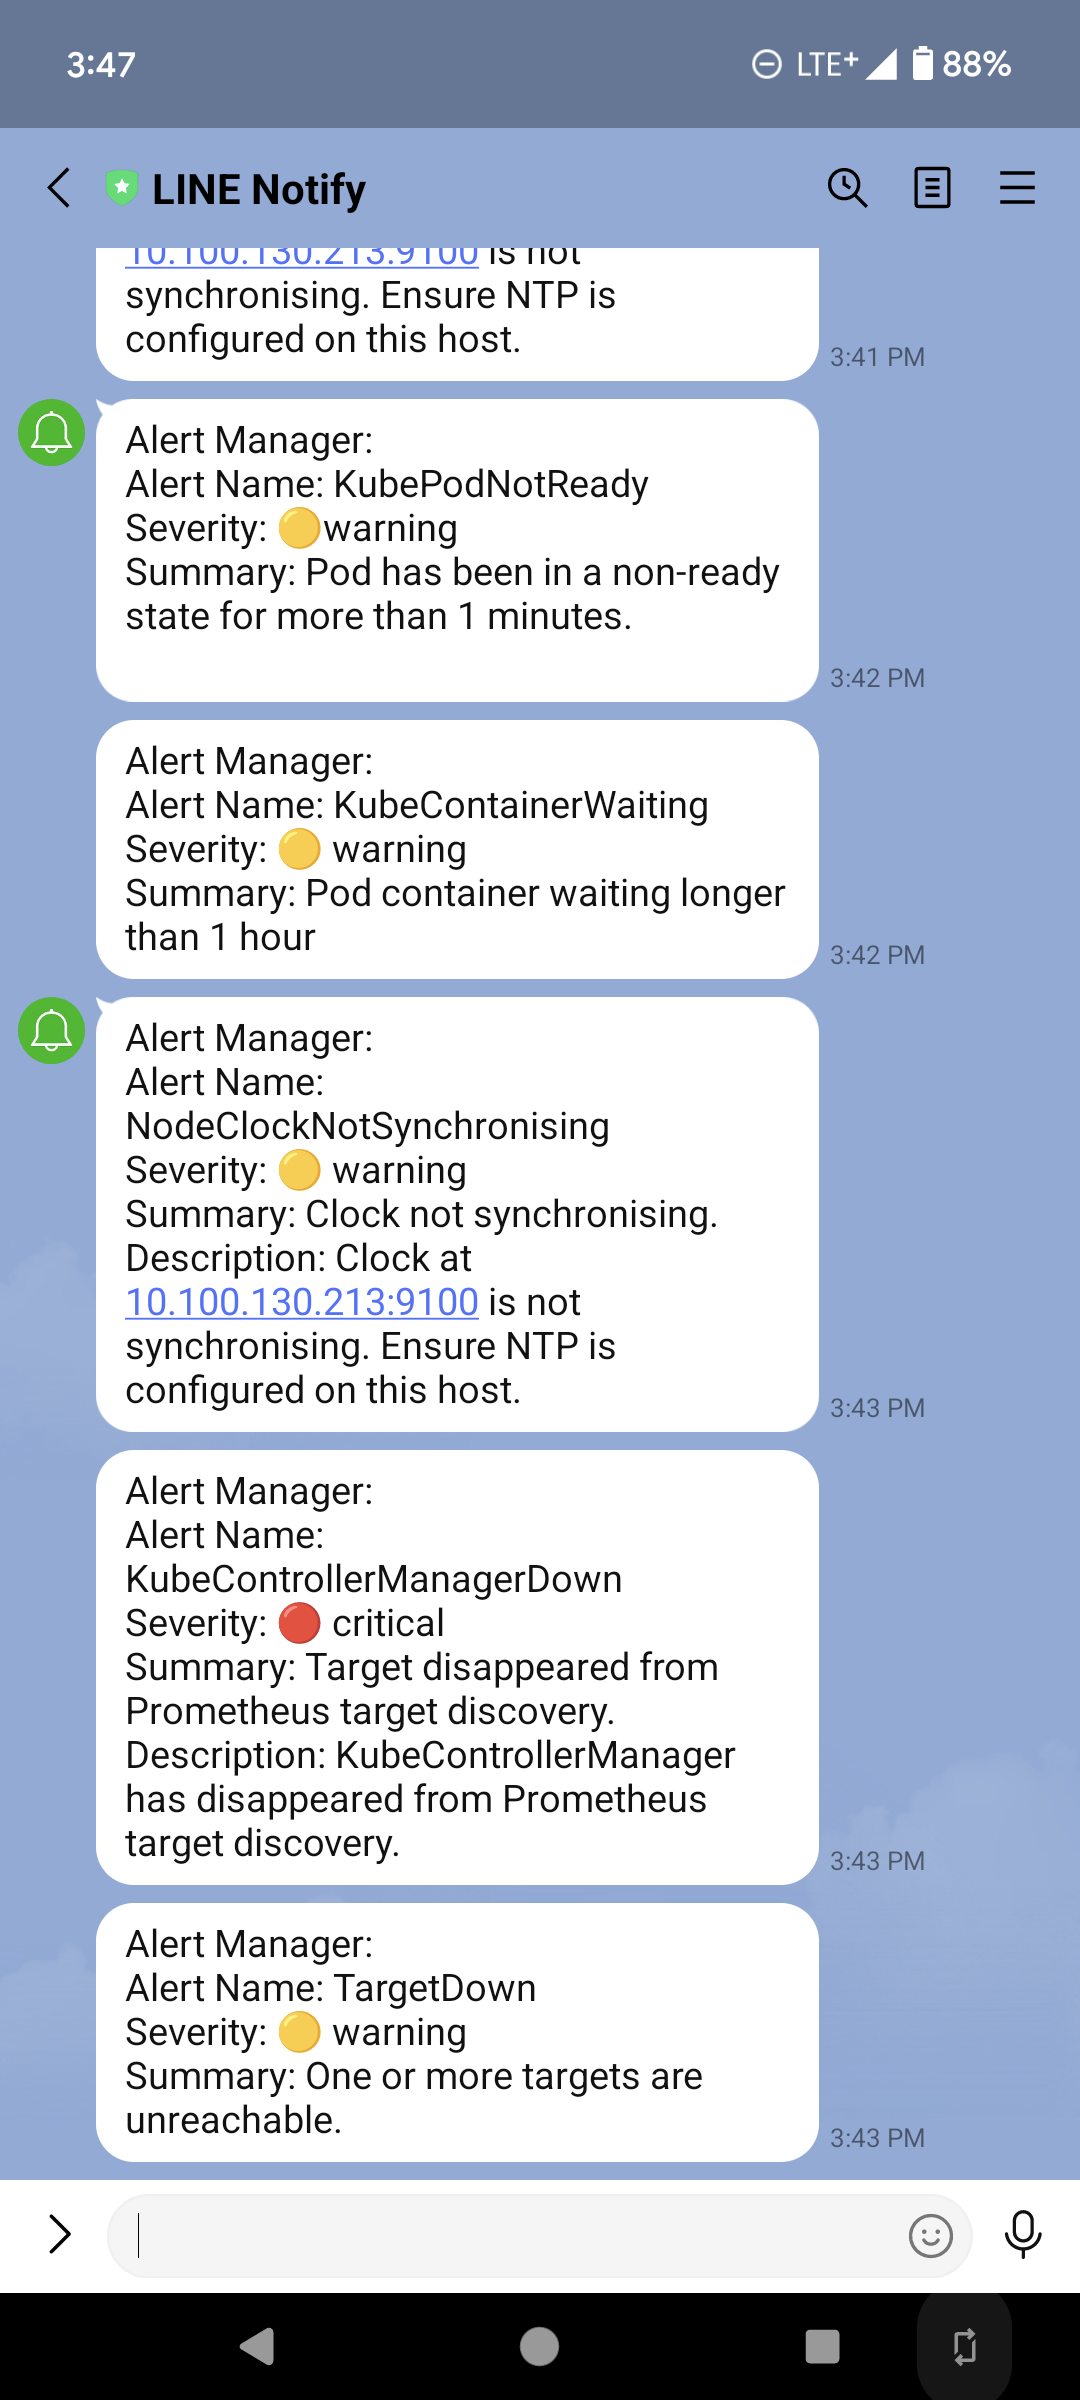 3:47
LTE+
88%
LINE Notify
10.100.130.213:9100 is not
synchronising. Ensure NTP is
configured on this host.
3:41 PM
Alert Manager:
Alert Name: KubePodNotReady
Severity: 🟡warning
Summary: Pod has been in a non-ready
state for more than 1 minutes.
3:42 PM
Alert Manager:
Alert Name: KubeContainerWaiting
Severity: 🟡 warning
Summary: Pod container waiting longer
than 1 hour
3:42 PM
Alert Manager:
Alert Name:
NodeClockNotSynchronising
Severity: 🟡 warning
Summary: Clock not synchronising.
Description: Clock at
10.100.130.213:9100 is not
synchronising. Ensure NTP is
configured on this host.
3:43 PM
Alert Manager:
Alert Name:
KubeControllerManagerDown
Severity: 🔴 critical
Summary: Target disappeared from
Prometheus target discovery.
Description: KubeControllerManager
has disappeared from Prometheus
target discovery.
3:43 PM
Alert Manager:
Alert Name: TargetDown
Severity: 🟡 warning
Summary: One or more targets are
unreachable.
3:43 PM